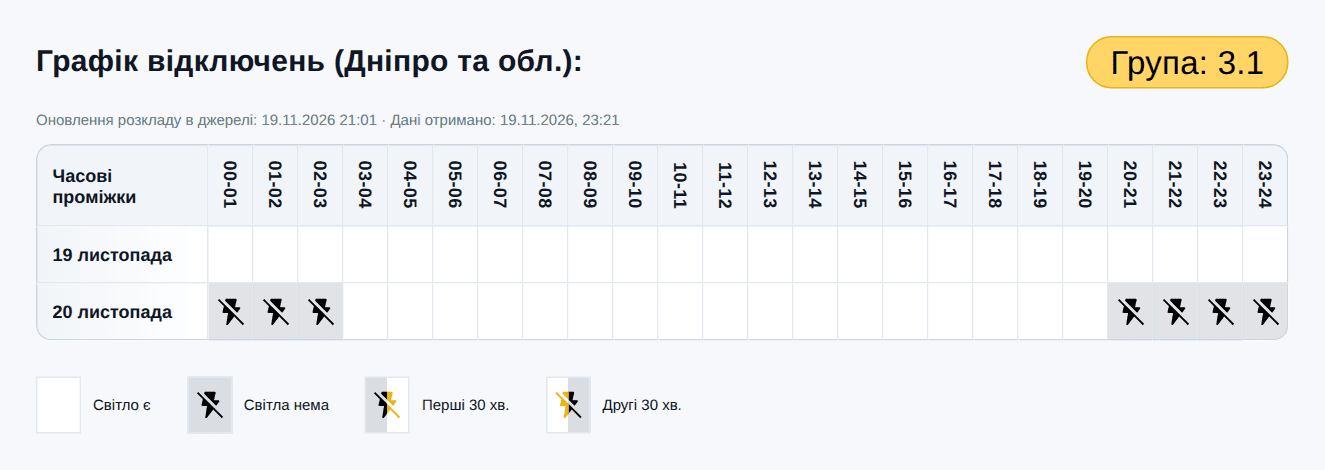 Графік відключень (Дніпро та обл.):
Група: 3.1
Оновлення розкладу в джерелі: 19.11.2026 21:01 · Дані отримано: 19.11.2026, 23:21
Часові
проміжки
00-01 01-02 02-03 03-04 04-05 05-06 06-07 07-08 08-09 09-10 10-11 11-12 12-13 13-14 14-15 15-16 16-17 17-18 18-19 19-20 20-21 21-22 22-23 23-24
19 листопада
20 листопада
Світло є
Світла нема
Перші 30 хв.
Другі 30 хв.